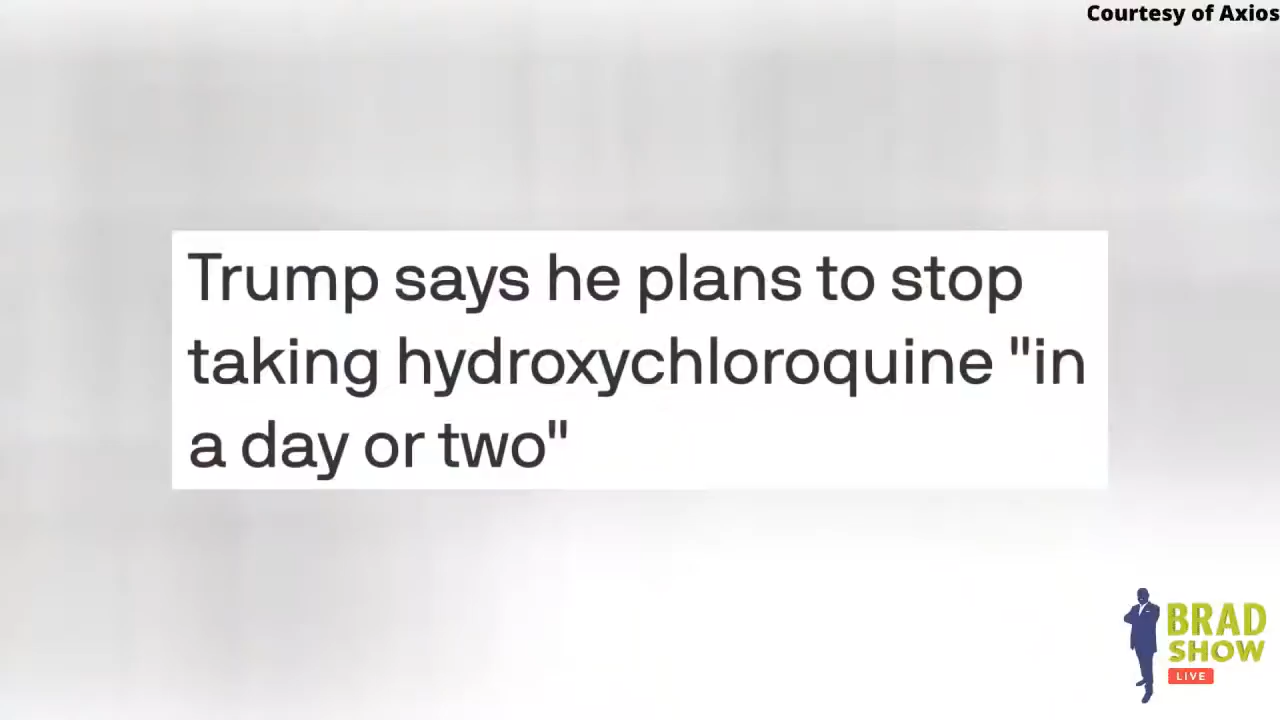 Courtesy of Axios
Trump says he plans to stop
taking hydroxychloroquine "in
a day or two"
BRAD
SHOW
LIVE